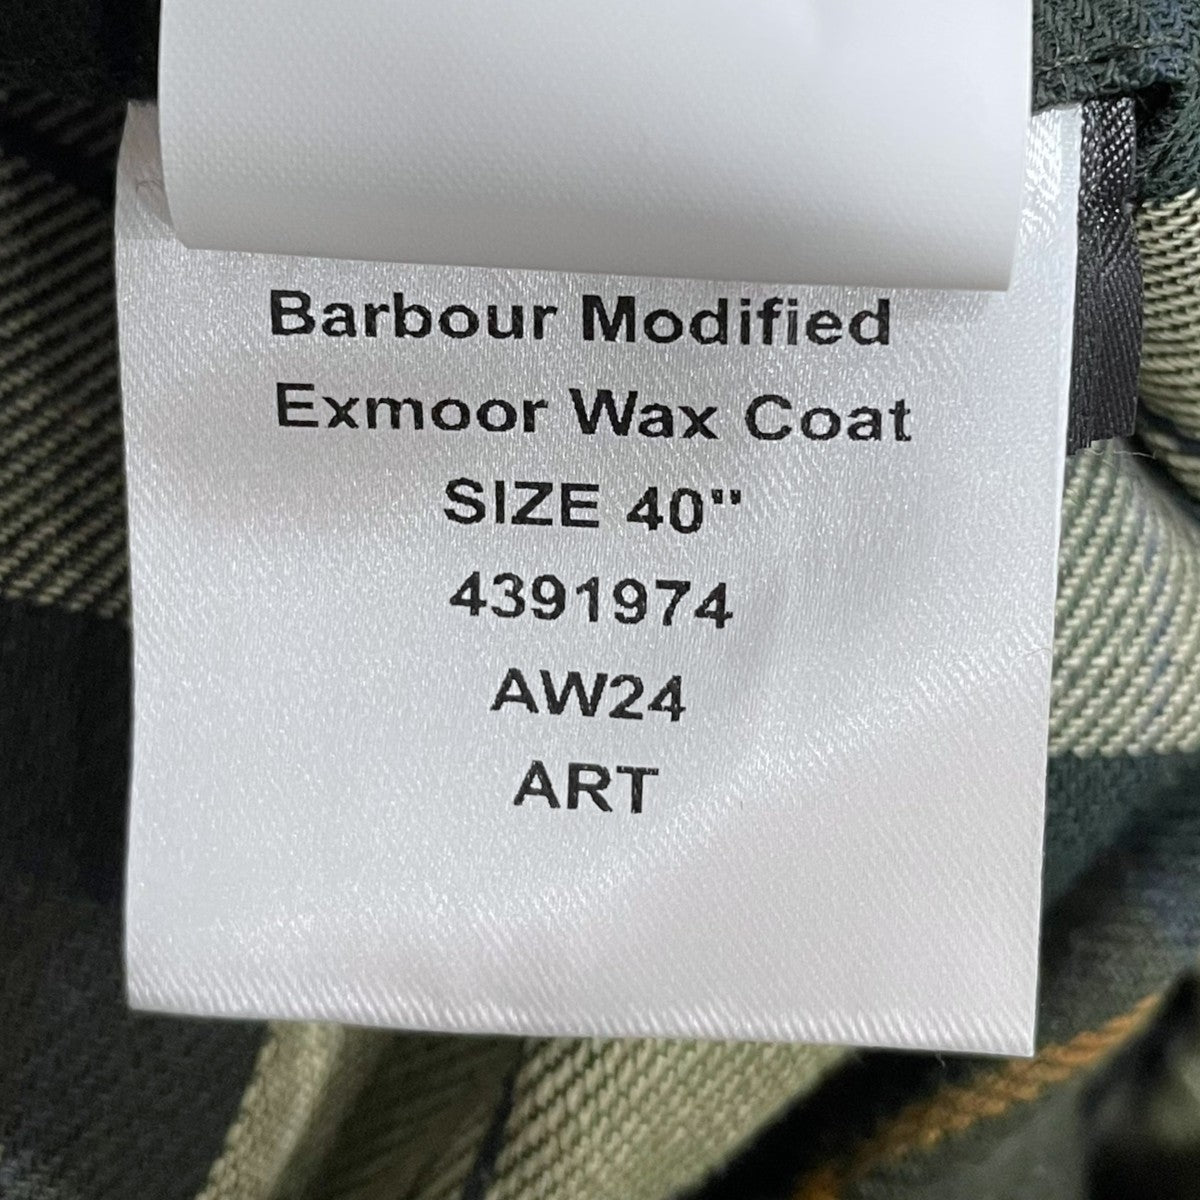 Barbour Modified
Exmoor Wax Coat
SIZE 40"
4391974
AW24
ART